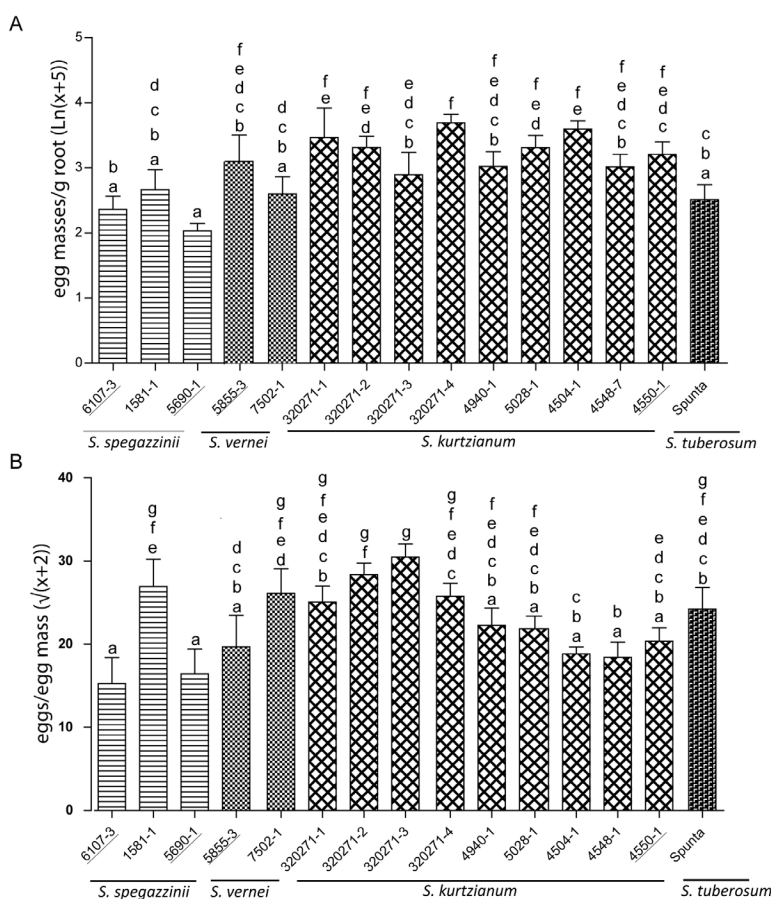 A
egg masses/g root (Ln(x+5))
5
4
3
2
1
0
b
a
d
c
b
a
a
f
e
d
c
b
d
c
b
a
f
e
f
e
d
e
d
c
b
f
f
e
d
c
b
f
e
d
f
e
f
e
d
c
b
f
e
d
c
c
b
a
6107-3
1581-1
5690-1
5855-3
7502-1
320271-1
320271-2
320271-3
320271-4
4940-1
5028-1
4504-1
4548-7
4550-1
Spunta
S. spegazzinii
S. vernei
S. kurtzianum
S. tuberosum
B
eggs/egg mass (√(x+2))
40
30
20
10
0
a
g
f
e
a
d
c
b
a
g
f
e
d
g
f
e
d
c
b
g
f
g
g
f
e
d
c
f
e
d
c
b
a
f
e
d
c
b
a
c
b
a
b
a
e
d
c
b
a
g
f
e
d
c
b
6107-3
1581-1
5690-1
5855-3
7502-1
320271-1
320271-2
320271-3
320271-4
4940-1
5028-1
4504-1
4548-1
4550-1
Spunta
S. spegazzinii
S. vernei
S. kurtzianum
S. tuberosum